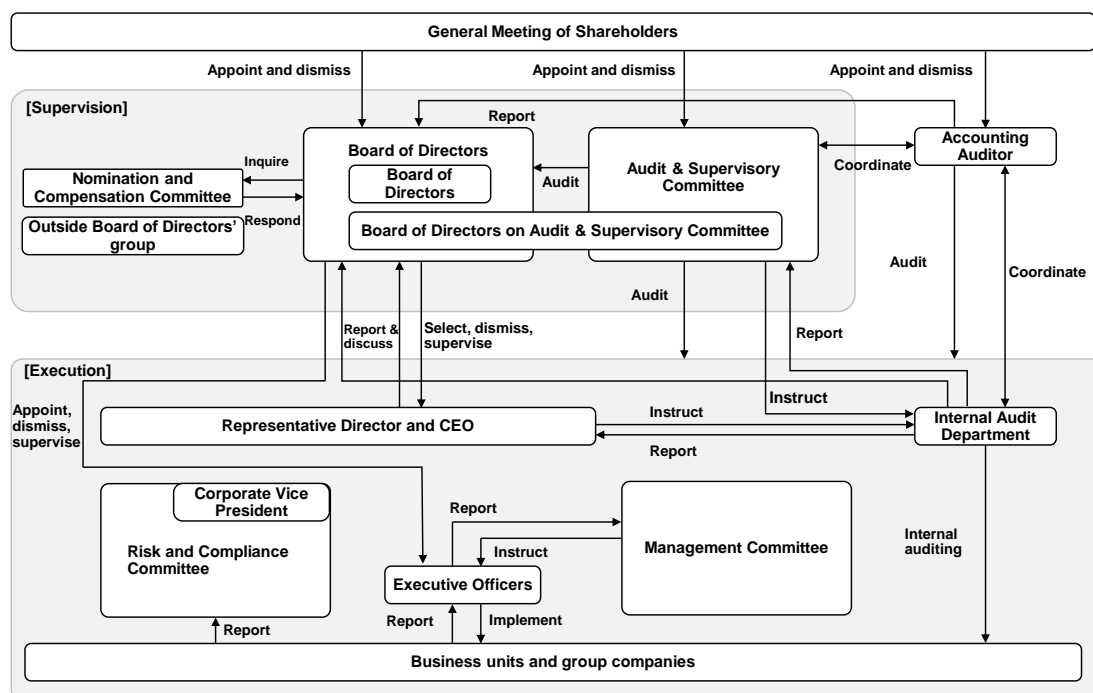 General Meeting of Shareholders
Appoint and dismiss
Appoint and dismiss
Appoint and dismiss
[Supervision]
Report
Board of Directors
Board of
Directors
Audit
Audit & Supervisory
Committee
Coordinate
Accounting
Auditor
Inquire
Nomination and
Compensation Committee
Respond
Outside Board of Directors’
group
Board of Directors on Audit & Supervisory Committee
Audit
Coordinate
Audit
Report &
discuss
Select, dismiss,
supervise
Report
[Execution]
Appoint,
dismiss,
supervise
Representative Director and CEO
Instruct
Instruct
Report
Internal Audit
Department
Corporate Vice
President
Risk and Compliance
Committee
Report
Instruct
Management Committee
Internal
auditing
Executive Officers
Report
Report
Implement
Business units and group companies